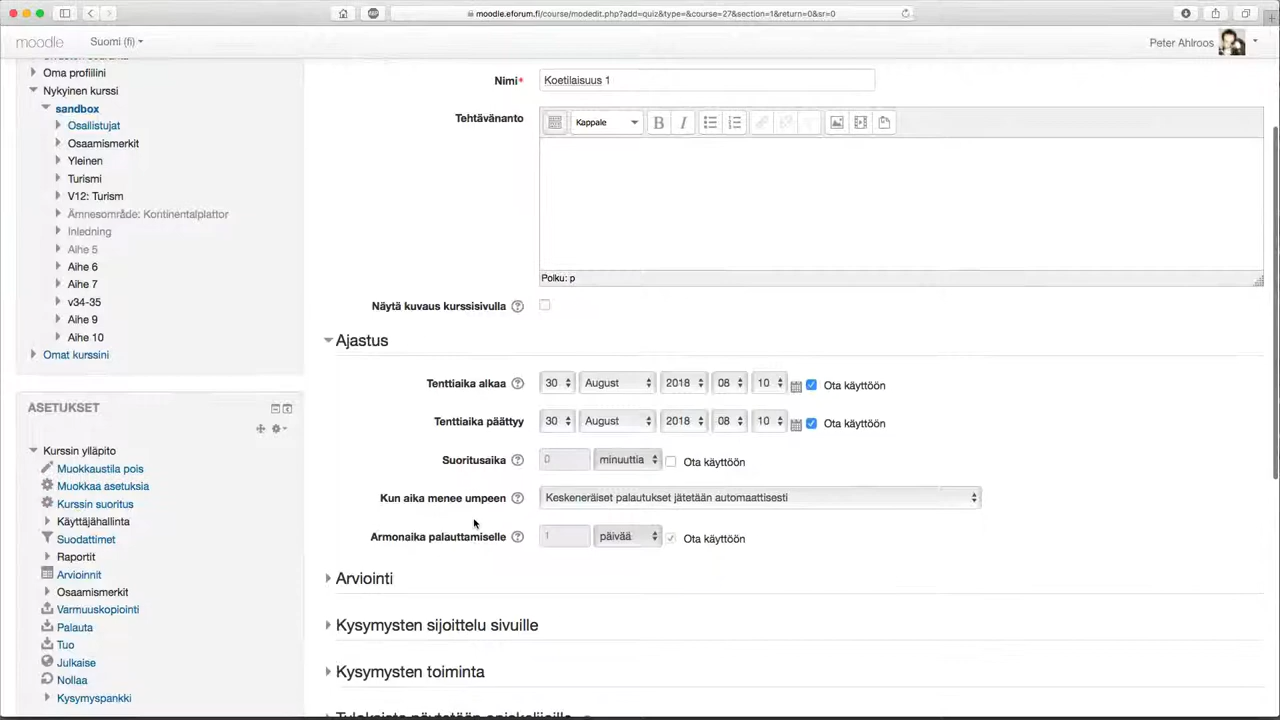 moodle.eforum.fi/course/modedit.php?add=quiz&type=&course=27&section=1&return=0&sr=0
moodle
Suomi (fi)
Peter Ahlroos
Oma profiilini
Nykyinen kurssi
sandbox
Osallistujat
Osaamismerkit
Yleinen
Turismi
V12: Turism
Ämnesområde: Kontinentalplattor
Inledning
Aihe 5
Aihe 6
Aihe 7
v34-35
Aihe 9
Aihe 10
Omat kurssini
ASETUKSET
Kurssin ylläpito
Muokkaustila pois
Muokkaa asetuksia
Kurssin suoritus
Käyttäjähallinta
Suodattimet
Raportit
Arvioinnit
Osaamismerkit
Varmuuskopiointi
Palauta
Tuo
Julkaise
Nollaa
Kysymyspankki
Nimi* Koetilaisuus 1
Tehtävänanto
Kappale B I
Polku: p
Näytä kuvaus kurssisivulla
Ajastus
Tenttiaika alkaa 30 August 2018 08 10 Ota käyttöön
Tenttiaika päättyy 30 August 2018 08 10 Ota käyttöön
Suoritusaika 0 minuuttia Ota käyttöön
Kun aika menee umpeen Keskeneräiset palautukset jätetään automaattisesti
Armonaika palauttamiselle 1 päivää Ota käyttöön
Arviointi
Kysymysten sijoittelu sivuille
Kysymysten toiminta